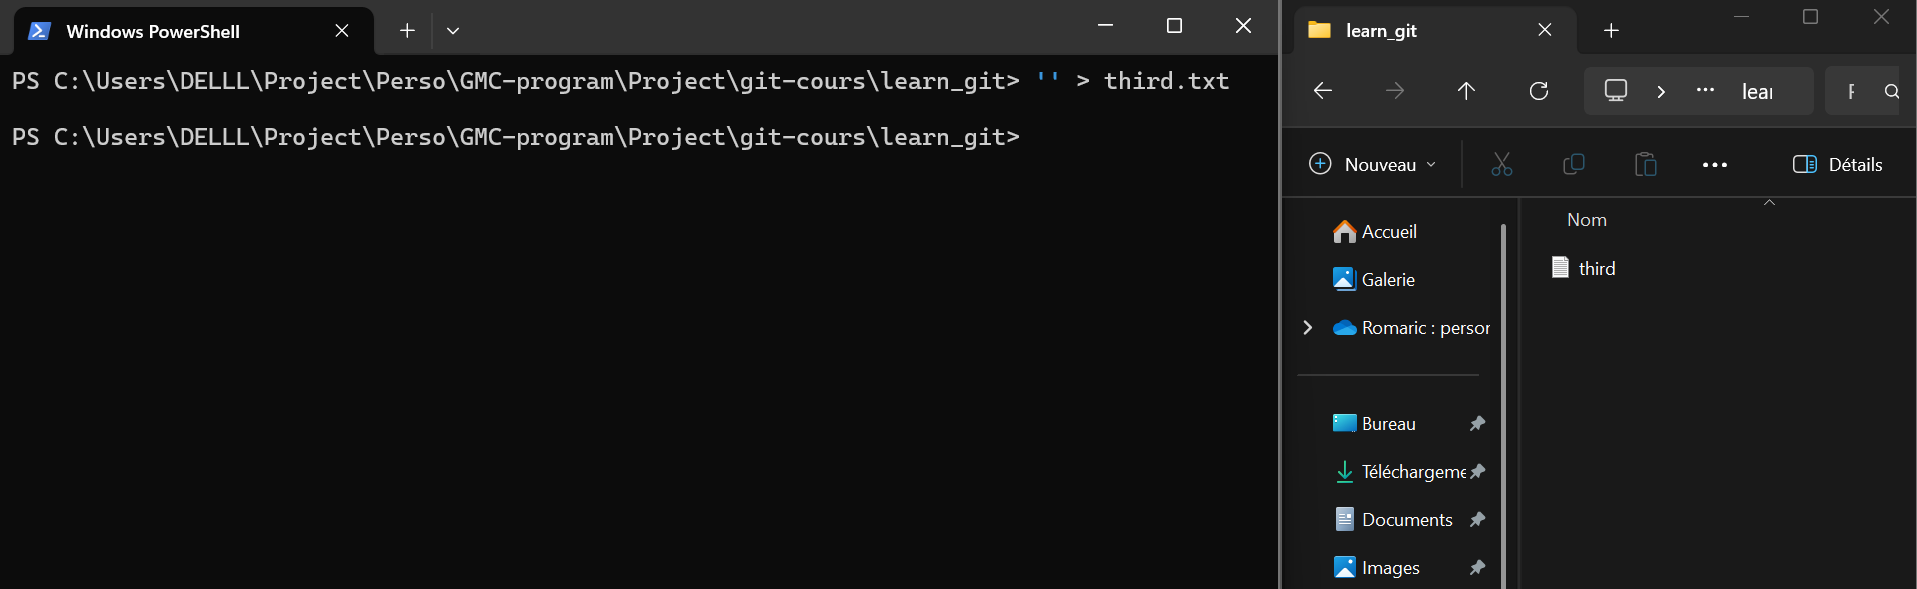 Windows PowerShell
PS C:\Users\DELLL\Project\Perso\GMC-program\Project\git-cours\learn_git> '' > third.txt
PS C:\Users\DELLL\Project\Perso\GMC-program\Project\git-cours\learn_git>
learn_git
lear
F
Nouveau
Détails
Accueil
Galerie
Romaric : person
Bureau
Téléchargeme
Documents
Images
Nom
third